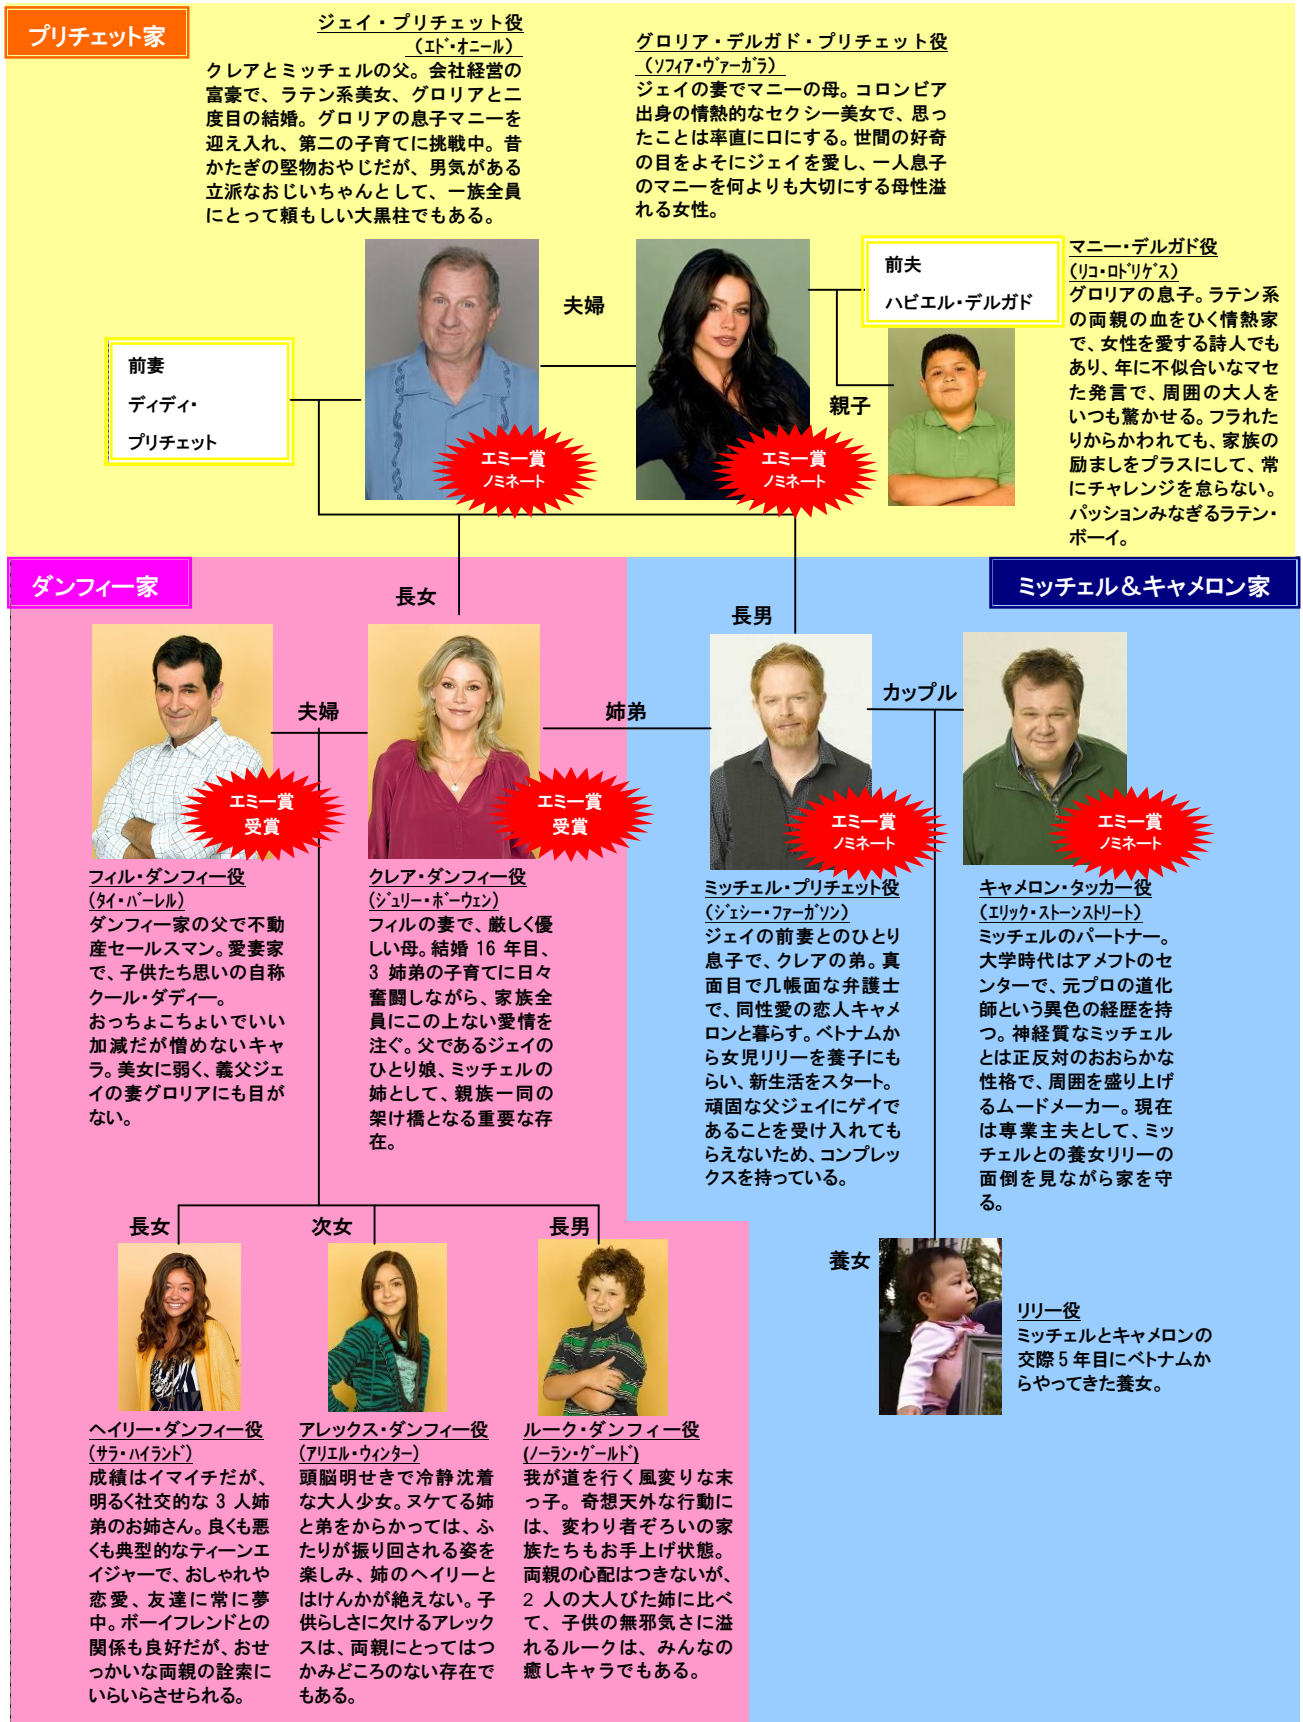 プリチェット家
ジェイ・プリチェット役
（ｴﾄﾞ・ｵﾆｰﾙ）
クレアとミッチェルの父。会社経営の
富豪で、ラテン系美女、グロリアと二
度目の結婚。グロリアの息子マニーを
迎え入れ、第二の子育てに挑戦中。昔
かたぎの堅物おやじだが、男気がある
立派なおじいちゃんとして、一族全員
にとって頼もしい大黒柱でもある。
グロリア・デルガド・プリチェット役
（ｿﾌｨｱ・ｳﾞｧｰｶﾞﾗ）
ジェイの妻でマニーの母。コロンビア
出身の情熱的なセクシー美女で、思っ
たことは率直に口にする。世間の好奇
の目をよそにジェイを愛し、一人息子
のマニーを何よりも大切にする母性溢
れる女性。
前夫
ハビエル・デルガド
マニー・デルガド役
（ﾘｺ・ﾛﾄﾞﾘｹﾞｽ）
グロリアの息子。ラテン系
の両親の血をひく情熱家
で、女性を愛する詩人でも
あり、年に不似合いなマセ
た発言で、周囲の大人を
いつも驚かせる。フラれた
りからかわれても、家族の
励ましをプラスにして、常
にチャレンジを怠らない。
パッションみなぎるラテン・
ボーイ。
夫婦
親子
前妻
ディディ・
プリチェット
エミー賞
ノミネート
エミー賞
ノミネート
ダンフィー家
長女
ミッチェル＆キャメロン家
長男
夫婦
姉弟
カップル
エミー賞
受賞
エミー賞
受賞
エミー賞
ノミネート
エミー賞
ノミネート
フィル・ダンフィー役
（ﾀｲ・ﾊﾞｰﾚﾙ）
ダンフィー家の父で不動
産セールスマン。愛妻家
で、子供たち思いの自称
クール・ダディー。
おっちょこちょいでいい
加減だが憎めないキャ
ラ。美女に弱く、義父ジェ
イの妻グロリアにも目が
ない。
クレア・ダンフィー役
（ｼﾞｭﾘｰ・ﾎﾞｰｳｪﾝ）
フィルの妻で、厳しく優
しい母。結婚 16 年目、
3 姉弟の子育てに日々
奮闘しながら、家族全
員にこの上ない愛情を
注ぐ。父であるジェイの
ひとり娘、ミッチェルの
姉として、親族一同の
架け橋となる重要な存
在。
ミッチェル・プリチェット役
（ｼﾞｪｼｰ・ﾌｧｰｶﾞｿﾝ）
ジェイの前妻とのひとり
息子で、クレアの弟。真
面目で几帳面な弁護士
で、同性愛の恋人キャメ
ロンと暮らす。ベトナムか
ら女児リリーを養子にも
らい、新生活をスタート。
頑固な父ジェイにゲイで
あることを受け入れても
らえないため、コンプレッ
クスを持っている。
キャメロン・タッカー役
（ｴﾘｯｸ・ｽﾄｰﾝｽﾄﾘｰﾄ）
ミッチェルのパートナー。
大学時代はアメフトのセ
ンターで、元プロの道化
師という異色の経歴を持
つ。神経質なミッチェル
とは正反対のおおらかな
性格で、周囲を盛り上げ
るムードメーカー。現在
は専業主夫として、ミッ
チェルとの養女リリーの
面倒を見ながら家を守
る。
長女
次女
長男
養女
リリー役
ミッチェルとキャメロンの
交際 5 年目にベトナムか
らやってきた養女。
ヘイリー・ダンフィー役
（ｻﾗ・ﾊｲﾗﾝﾄﾞ）
成績はイマイチだが、
明るく社交的な 3 人姉
弟のお姉さん。良くも悪
くも典型的なティーンエ
イジャーで、おしゃれや
恋愛、友達に常に夢
中。ボーイフレンドとの
関係も良好だが、おせ
っかいな両親の詮索に
いらいらさせられる。
アレックス・ダンフィー役
（ｱﾘｴﾙ・ｳｨﾝﾀｰ）
頭脳明せきで冷静沈着
な大人少女。ヌケてる姉
と弟をからかっては、ふ
たりが振り回される姿を
楽しみ、姉のヘイリーと
はけんかが絶えない。子
供らしさに欠けるアレック
スは、両親にとってはつ
かみどころのない存在で
もある。
ルーク・ダンフィー役
(ﾉｰﾗﾝ・ｸﾞｰﾙﾄﾞ)
我が道を行く風変りな末
っ子。奇想天外な行動に
は、変わり者ぞろいの家
族たちもお手上げ状態。
両親の心配はつきないが、
2 人の大人びた姉に比べ
て、子供の無邪気さに溢
れるルークは、みんなの
癒しキャラでもある。